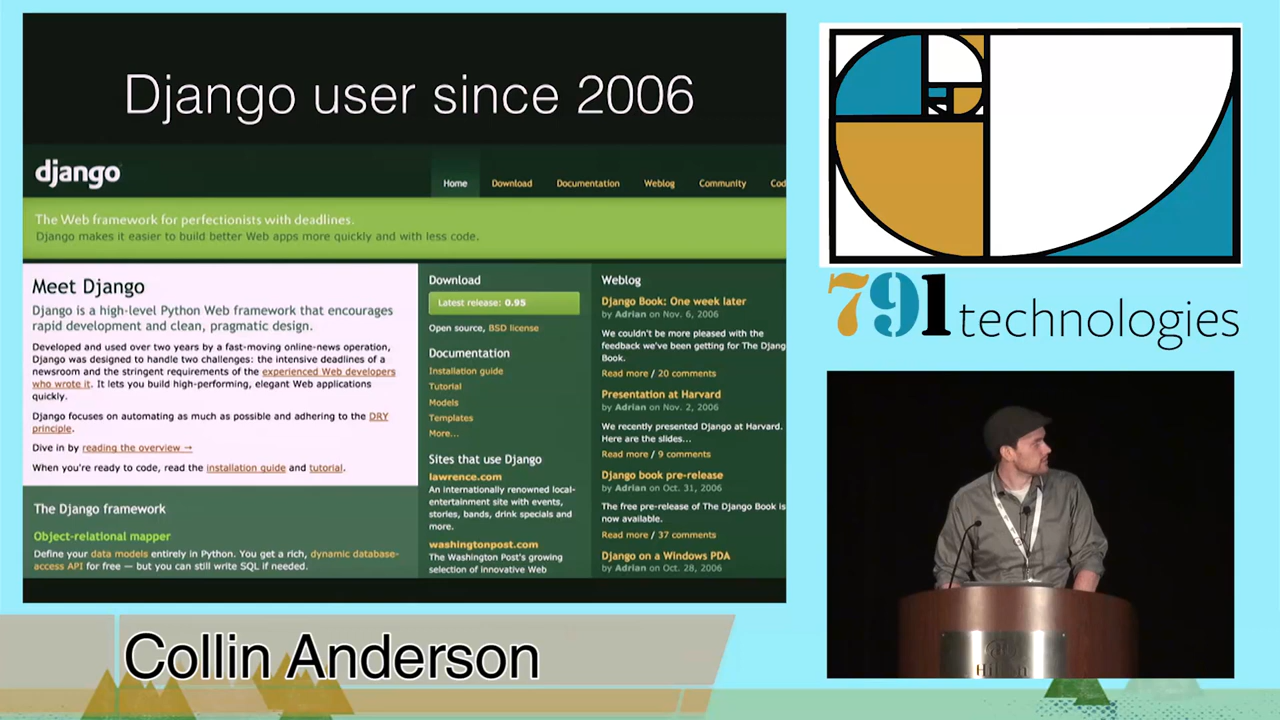 Django user since 2006
django
Home Download Documentation Weblog Community Cod
The Web framework for perfectionists with deadlines.
Django makes it easier to build better Web apps more quickly and with less code.
Meet Django
Django is a high-level Python Web framework that encourages
rapid development and clean, pragmatic design.
Developed and used over two years by a fast-moving online-news operation,
Django was designed to handle two challenges: the intensive deadlines of a
newsroom and the stringent requirements of the experienced Web developers
who wrote it. It lets you build high-performing, elegant Web applications
quickly.
Django focuses on automating as much as possible and adhering to the DRY
principle.
Dive in by reading the overview →
When you're ready to code, read the installation guide and tutorial.
The Django framework
Object-relational mapper
Define your data models entirely in Python. You get a rich, dynamic database-
access API for free — but you can still write SQL if needed.
Download
Latest release: 0.95
Open source, BSD license
Documentation
Installation guide
Tutorial
Models
Templates
More...
Sites that use Django
lawrence.com
An internationally renowned local-
entertainment site with events,
stories, bands, drink specials and
more.
washingtonpost.com
The Washington Post's growing
selection of innovative Web
Weblog
Django Book: One week later
by Adrian on Nov. 6, 2006
We couldn't be more pleased with the
feedback we've been getting for The Djang
Book.
Read more / 20 comments
Presentation at Harvard
by Adrian on Nov. 2, 2006
We recently presented Django at Harvard.
Here are the slides...
Read more / 9 comments
Django book pre-release
by Adrian on Oct. 31, 2006
The free pre-release of The Django Book is
now available.
Read more / 37 comments
Django on a Windows PDA
by Adrian on Oct. 28, 2006
791 technologies
Hilton
Collin Anderson